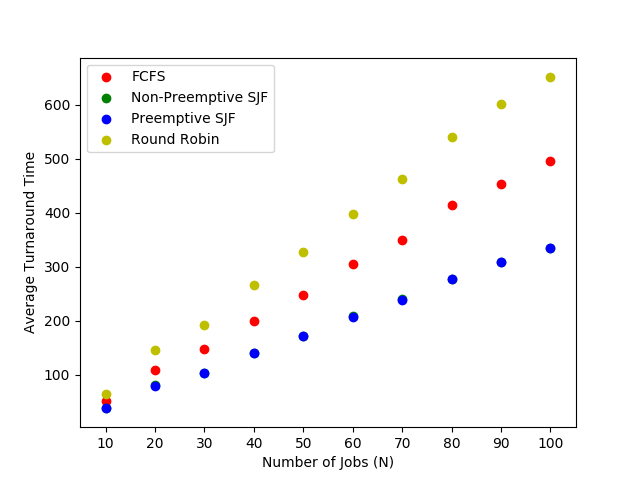 FCFS
Non-Preemptive SJF
Preemptive SJF
Round Robin
Average Turnaround Time
600
500
400
300
200
100
10 20 30 40 50 60 70 80 90 100
Number of Jobs (N)